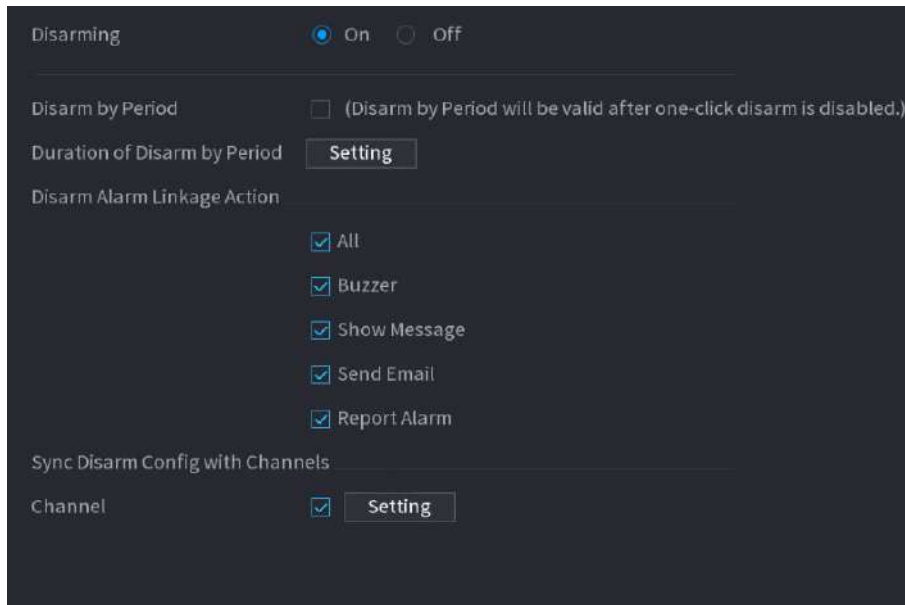 Disarming On Off
Disarm by Period (Disarm by Period will be valid after one-click disarm is disabled.)
Duration of Disarm by Period Setting
Disarm Alarm Linkage Action
All
Buzzer
Show Message
Send Email
Report Alarm
Sync Disarm Config with Channels
Channel Setting